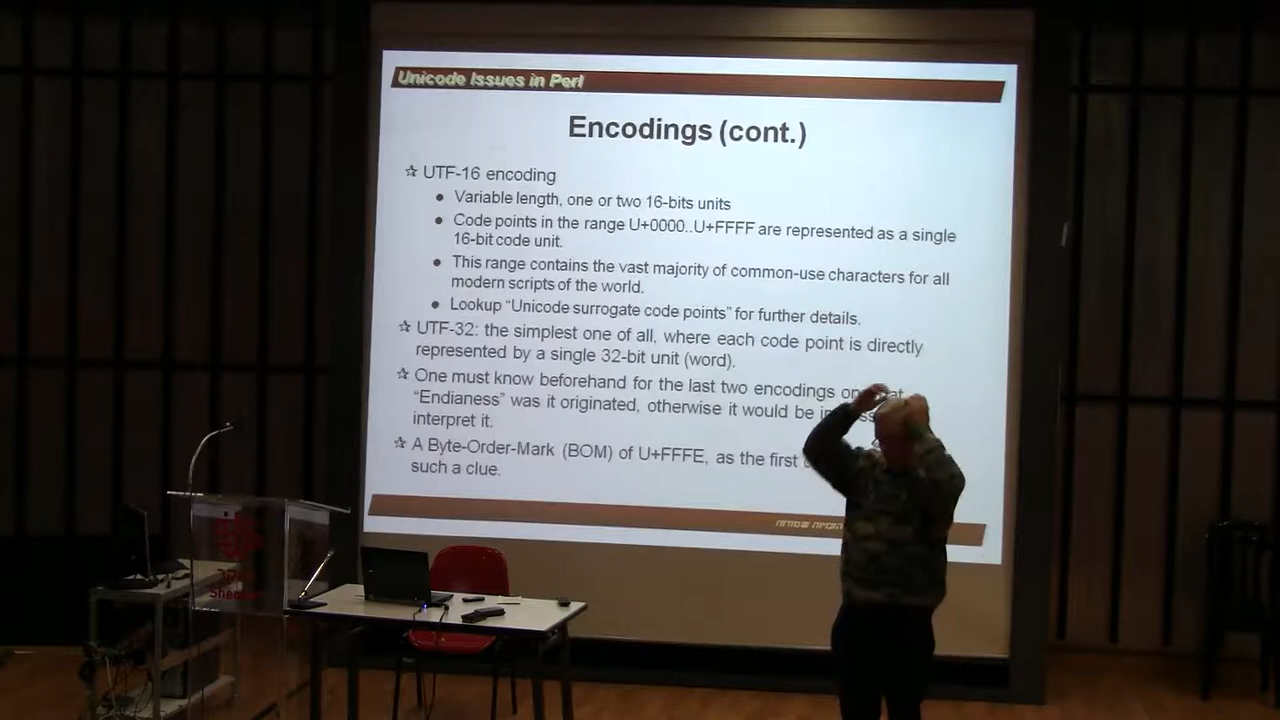 Unicode Issues in Perl
Encodings (cont.)
UTF-16 encoding
Variable length, one or two 16-bits units
Code points in the range U+0000..U+FFFF are represented as a single
16-bit code unit.
This range contains the vast majority of common-use characters for all
modern scripts of the world.
Lookup “Unicode surrogate code points” for further details.
UTF-32: the simplest one of all, where each code point is directly
represented by a single 32-bit unit (word).
One must know beforehand for the last two encodings on
“Endianess” was it originated, otherwise it would be
interpret it.
A Byte-Order-Mark (BOM) of U+FFFE, as the first
such a clue.
הזכויות שמורות